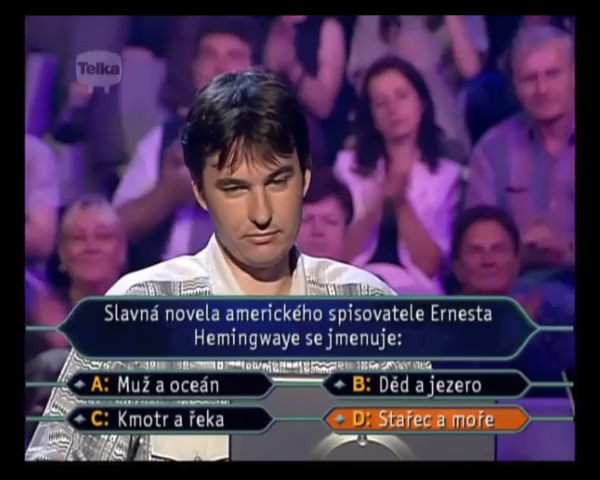 Telka
Slavná novela amerického spisovatele Ernesta
Hemingwaye se jmenuje:
A: Muž a oceán
B: Děd a jezero
C: Kmotr a řeka
D: Stařec a moře